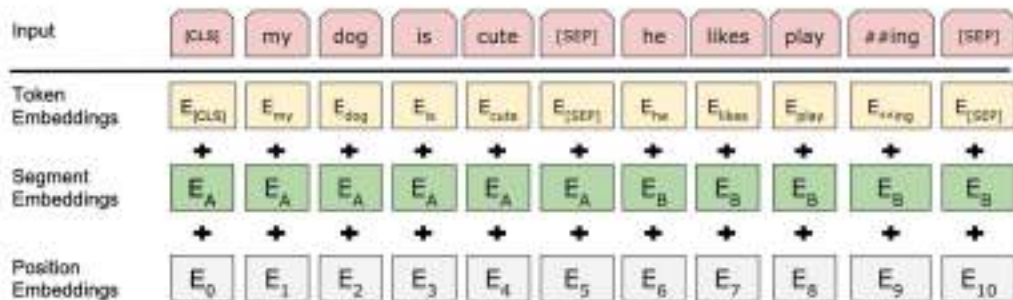 Input [CLS] my dog is cute [SEP] he likes play ##ing [SEP]
Token
Embeddings E[CLS] Emy Edog Eis Ecute E[SEP] Ehe Elikes Eplay E##ing E[SEP]
+ + + + + + + + + + +
Segment
Embeddings EA EA EA EA EA EA EB EB EB EB EB
+ + + + + + + + + + +
Position
Embeddings E0 E1 E2 E3 E4 E5 E6 E7 E8 E9 E10